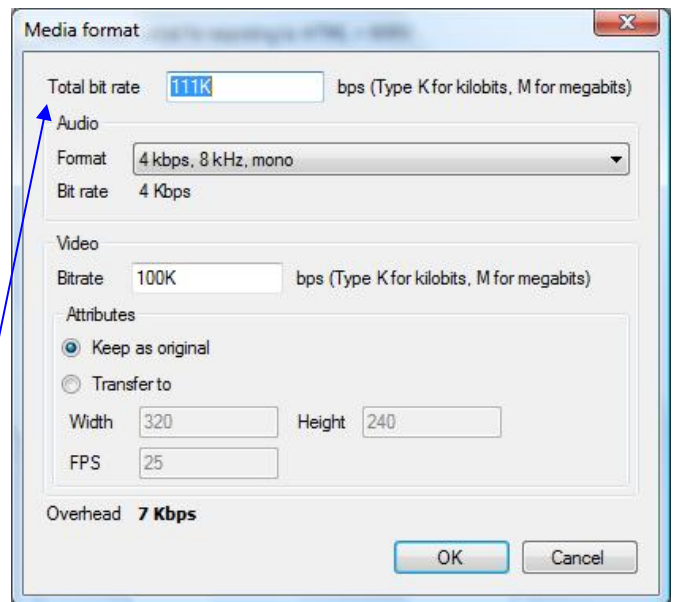 Media format
Total bit rate 111K bps (Type K for kilobits, M for megabits)
Audio
Format 4 kbps, 8 kHz, mono
Bit rate 4 Kbps
Video
Bitrate 100K bps (Type K for kilobits, M for megabits)
Attributes
Keep as original
Transfer to
Width 320 Height 240
FPS 25
Overhead 7 Kbps
OK Cancel